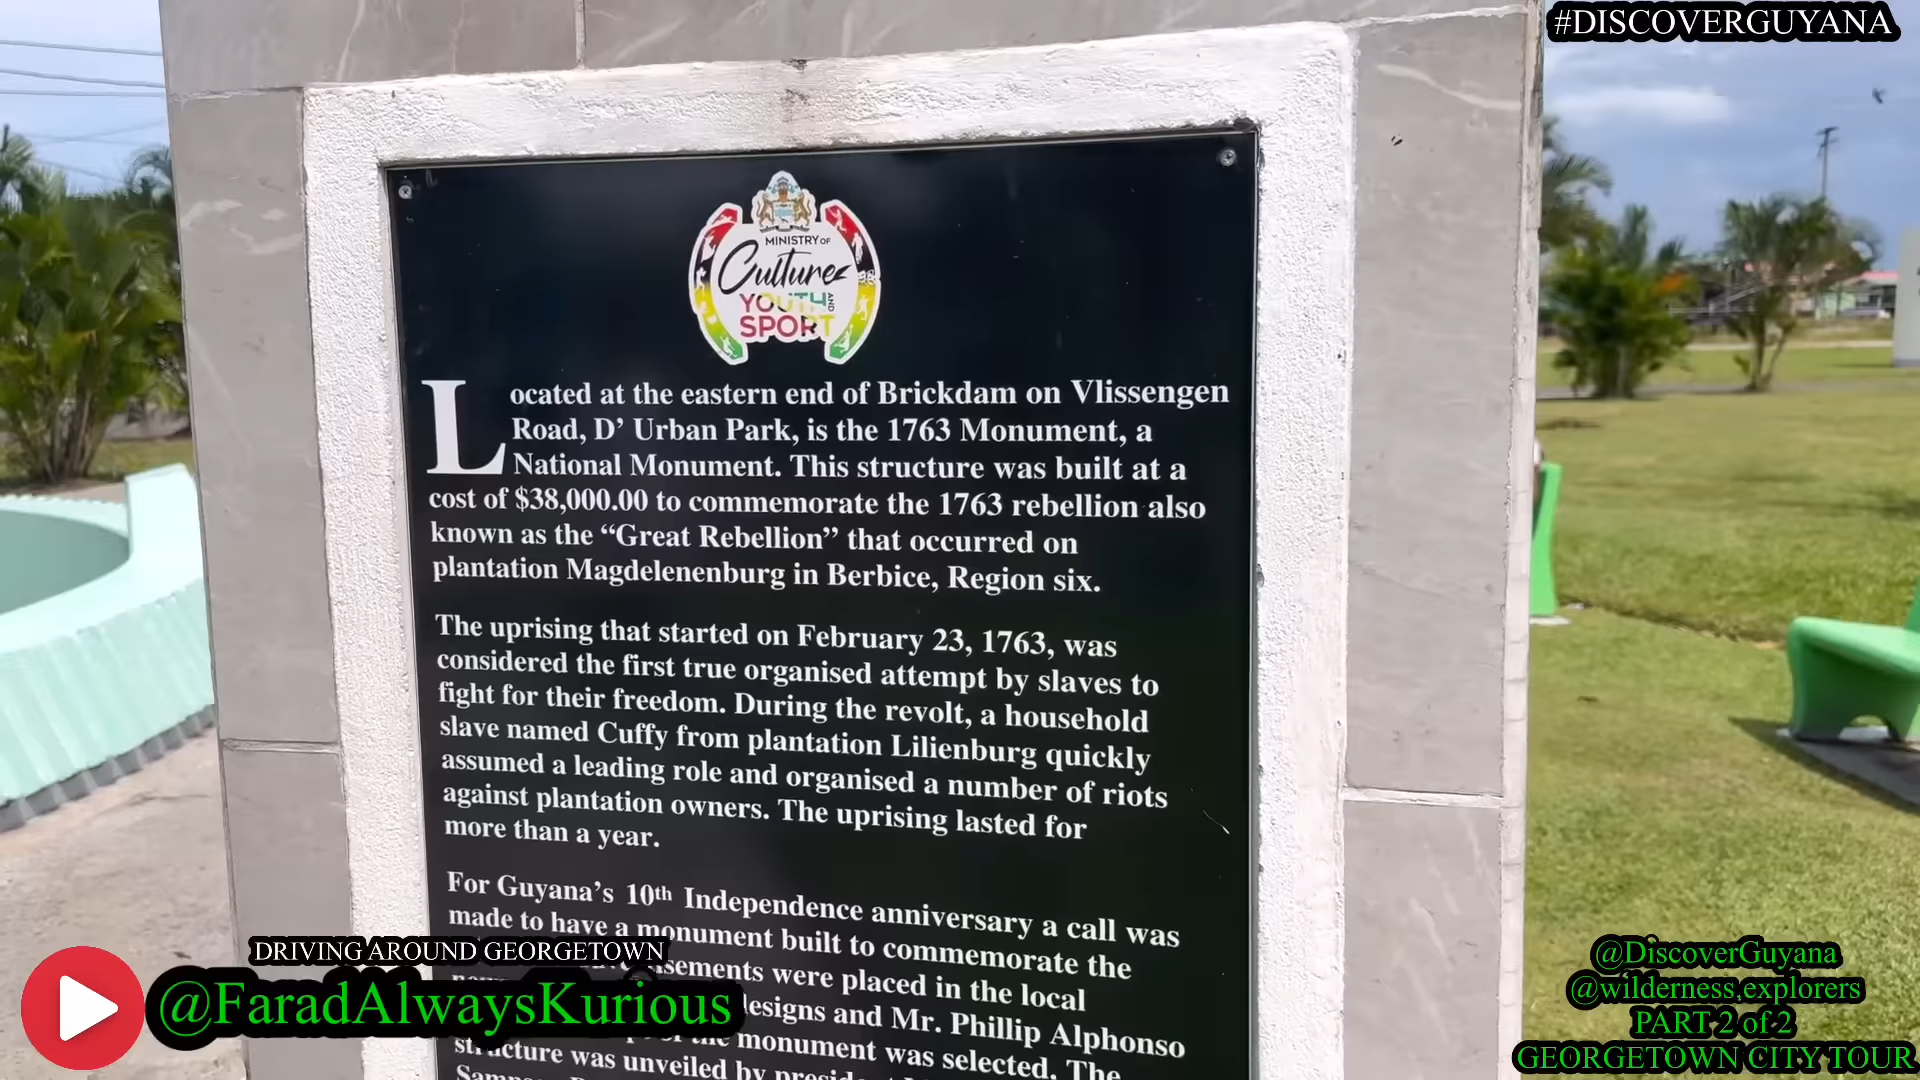 #DISCOVERGUYANA
MINISTRY OF
Culture
YOUTH AND
SPORT
Located at the eastern end of Brickdam on Vlissengen
Road, D’ Urban Park, is the 1763 Monument, a
National Monument. This structure was built at a
cost of $38,000.00 to commemorate the 1763 rebellion also
known as the “Great Rebellion” that occurred on
plantation Magdelenenburg in Berbice, Region six.
The uprising that started on February 23, 1763, was
considered the first true organised attempt by slaves to
fight for their freedom. During the revolt, a household
slave named Cuffy from plantation Lilienburg quickly
assumed a leading role and organised a number of riots
against plantation owners. The uprising lasted for
more than a year.
For Guyana’s 10th Independence anniversary a call was
made to have a monument built to commemorate the
were placed in the local
designs and Mr. Phillip Alphonso
the monument was selected. The
structure was unveiled by
DRIVING AROUND GEORGETOWN
@FaradAlwaysKurious
@DiscoverGuyana
@wilderness.explorers
PART 2 of 2
GEORGETOWN CITY TOUR